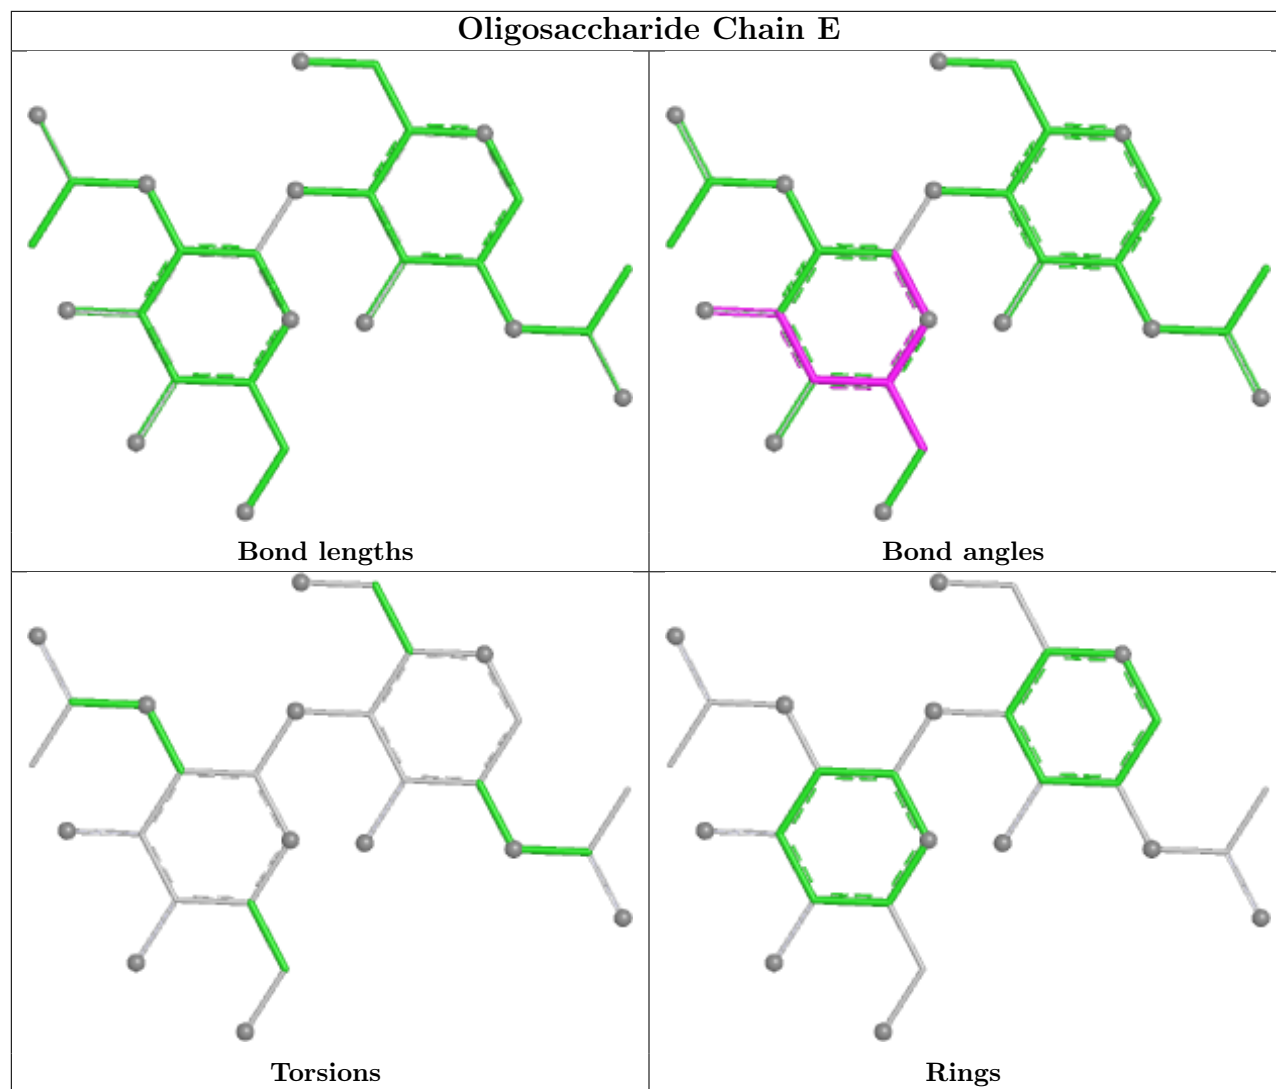 Oligosaccharide Chain E
Bond lengths
Bond angles
Torsions
Rings